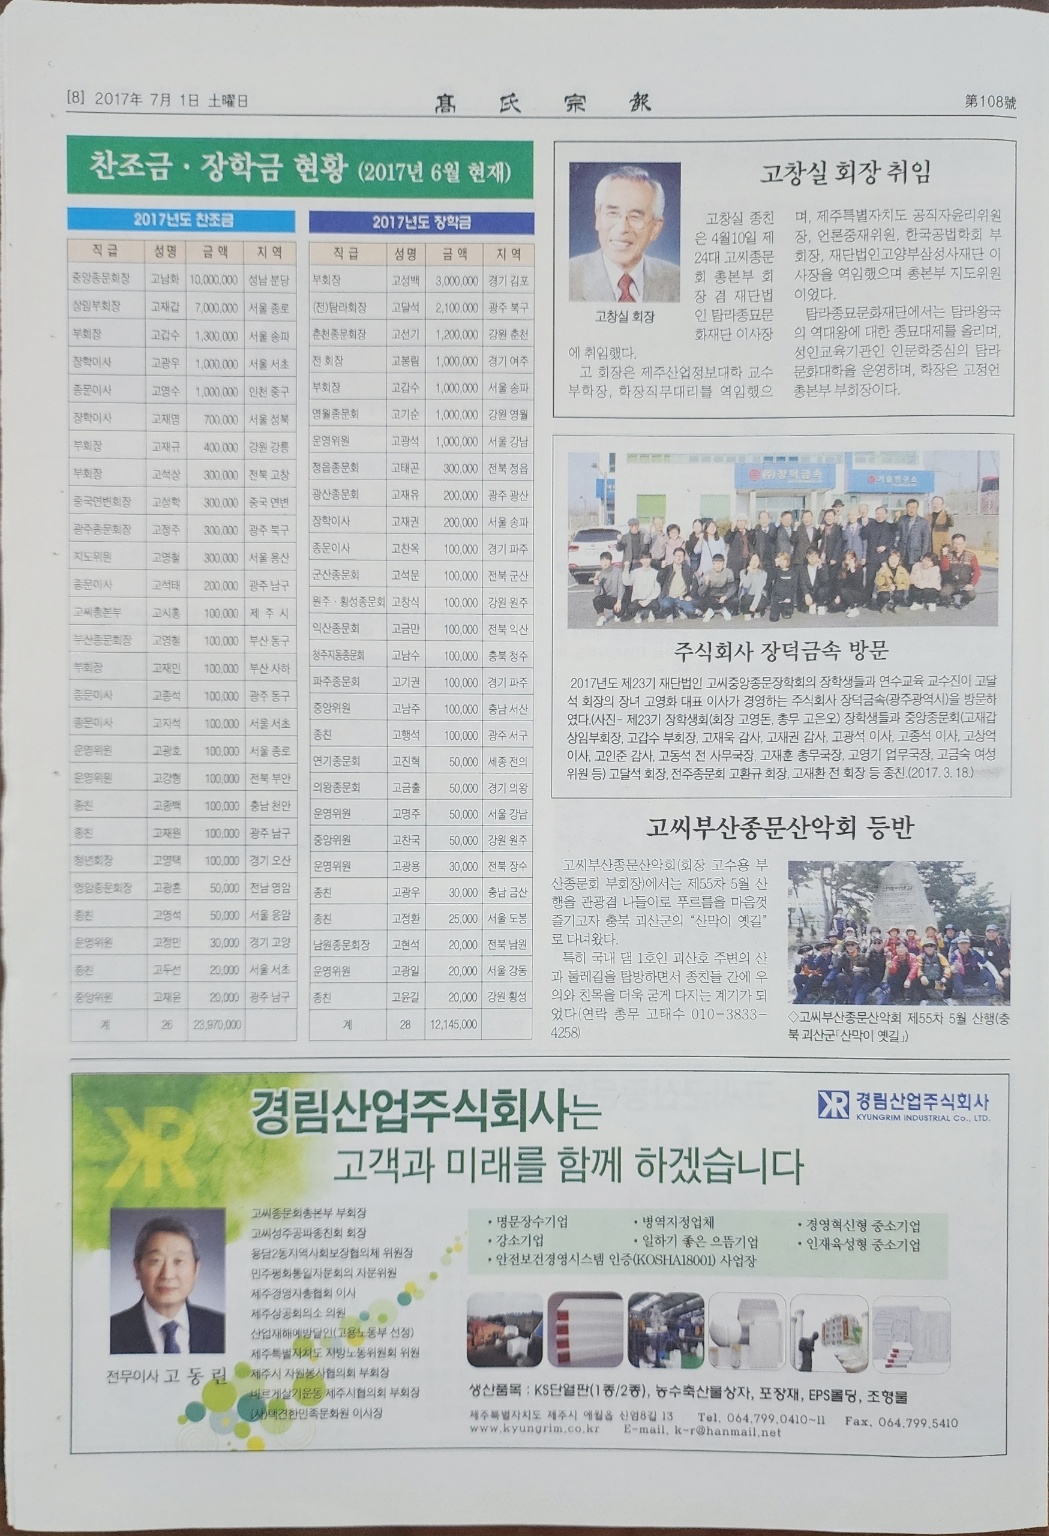 [8] 2017年 7月 1日 土曜日
高氏宗報
第108號
찬조금 · 장학금 현황 (2017년 6월 현재)
2017년도 찬조금
직 급 성명 금 액 지 역
중앙종문회장 고남화 10,000,000 성남 분당
상임부회장 고재갑 7,000,000 서울 종로
부회장 고갑수 1,300,000 서울 송파
장학이사 고광우 1,000,000 서울 서초
종문이사 고영수 1,000,000 인천 중구
장학이사 고재명 700,000 서울 성북
부회장 고재규 400,000 강원 강릉
부회장 고석상 300,000 전북 고창
중국연변회장 고성학 300,000 중국 연변
광주종문회장 고정주 300,000 광주 북구
지도위원 고영철 300,000 서울 용산
종문이사 고석태 200,000 광주 남구
고씨총본부 고시홍 100,000 제 주 시
부산종문회장 고영철 100,000 부산 동구
부회장 고재민 100,000 부산 사하
종문이사 고종석 100,000 광주 동구
종문이사 고자석 100,000 서울 서초
운영위원 고광호 100,000 서울 종로
운영위원 고강형 100,000 전북 부안
종친 고종백 100,000 충남 천안
종친 고재원 100,000 광주 남구
청년회장 고영택 100,000 경기 오산
영암종문회장 고광훈 50,000 전남 영암
종친 고명석 50,000 서울 응암
운영위원 고정민 30,000 경기 고양
종친 고두선 20,000 서울 서초
중앙위원 고재윤 20,000 광주 남구
계 26 23,970,000
2017년도 장학금
직 급 성명 금 액 지 역
부회장 고성백 3,000,000 경기 김포
(전)탐라회장 고달석 2,100,000 광주 북구
춘천종문회장 고선기 1,200,000 강원 춘천
전 회장 고봉림 1,000,000 경기 여주
부회장 고갑수 1,000,000 서울 송파
영월종문회 고기순 1,000,000 강원 영월
운영위원 고광석 1,000,000 서울 강남
정읍종문회 고태곤 300,000 전북 정읍
광산종문회 고재유 200,000 광주 광산
장학이사 고재권 200,000 서울 송파
종문이사 고찬옥 100,000 경기 파주
군산종문회 고석문 100,000 전북 군산
원주 · 횡성종문회 고창식 100,000 강원 원주
익산종문회 고금만 100,000 전북 익산
청주지동종문회 고남수 100,000 충북 청주
파주종문회 고기권 100,000 경기 파주
중앙위원 고남주 100,000 충남 서산
종친 고행석 100,000 광주 서구
연기종문회 고진혁 50,000 세종 전의
의왕종문회 고금출 50,000 경기 의왕
운영위원 고명주 50,000 서울 강남
중앙위원 고찬국 50,000 강원 원주
운영위원 고광용 30,000 전북 장수
종친 고광우 30,000 충남 금산
종친 고정환 25,000 서울 도봉
남원종문회장 고현석 20,000 전북 남원
운영위원 고광일 20,000 서울 강동
종친 고윤길 20,000 강원 횡성
계 28 12,145,000
고창실 회장 취임
고창실 회장
고창실 종친
은 4월10일 제
24대 고씨종문
회 총본부 회
장 겸 재단법
인 탐라종묘문
화재단 이사장
에 취임했다.
고 회장은 제주산업정보대학 교수
부학장, 학장직무대리를 역임했으
며, 제주특별자치도 공직자윤리위원
장, 언론중재위원, 한국공법학회 부
회장, 재단법인고양부삼성사재단 이
사장을 역임했으며 총본부 지도위원
이었다.
탐라종묘문화재단에서는 탐라왕국
의 역대왕에 대한 종묘대제를 올리며,
성인교육기관인 인문학중심의 탐라
문화대학을 운영하며, 학장은 고정언
총본부 부회장이다.
(주)장덕금속
기술연구소
주식회사 장덕금속 방문
2017년도 제23기 재단법인 고씨중앙종문장학회의 장학생들과 연수교육 교수진이 고달
석 회장의 장녀 고영화 대표 이사가 경영하는 주식회사 장덕금속(광주광역시)을 방문하
였다.(사진- 제23기 장학생회(회장 고영돈, 총무 고은오) 장학생들과 중앙종문회(고재갑
상임부회장, 고갑수 부회장, 고재욱 감사, 고재권 감사, 고광석 이사, 고종석 이사, 고상억
이사, 고인준 감사, 고동석 전 사무국장, 고재훈 총무국장, 고영기 업무국장, 고금숙 여성
위원 등) 고달석 회장, 전주종문회 고환규 회장, 고재환 전 회장 등 종친.(2017. 3. 18.)
고씨부산종문산악회 등반
고씨부산종문산악회(회장 고수용 부
산종문회 부회장)에서는 제55차 5월 산
행을 관광겸 나들이로 푸르름을 마음껏
즐기고자 충북 괴산군의 “산막이 옛길”
로 다녀왔다.
특히 국내 댐 1호인 괴산호 주변의 산
과 둘레길을 탐방하면서 종친들 간에 우
의와 친목을 더욱 굳게 다지는 계기가 되
었다(연락 총무 고태수 010-3833-
4258)
◇고씨부산종문산악회 제55차 5월 산행(충
북 괴산군「산막이 옛길」)
KR
경림산업주식회사는
고객과 미래를 함께 하겠습니다
경림산업주식회사
KYUNGRIM INDUSTRIAL Co., LTD.
전무이사 고 동 린
고씨종문회총본부 부회장
고씨성주공파종친회 회장
용담2동지역사회보장협의체 위원장
민주평화통일자문회의 자문위원
제주경영자총협회 이사
제주상공회의소 의원
산업재해예방달인(고용노동부 선정)
제주특별자치도 지방노동위원회 위원
제주시 자원봉사협의회 부회장
바르게살기운동 제주시협의회 부회장
(사)택견한민족문화원 이사장
• 명문장수기업 • 병역지정업체 • 경영혁신형 중소기업
• 강소기업 • 일하기 좋은 으뜸기업 • 인재육성형 중소기업
• 안전보건경영시스템 인증(KOSHA18001) 사업장
생산품목 : KS단열판(1종/2종), 농수축산물상자, 포장재, EPS몰딩, 조형물
제주특별자치도 제주시 애월읍 신엄8길 13 Tel. 064.799.0410~11 Fax. 064.799.5410
www.kyungrim.co.kr E-mail. k-r@hanmail.net